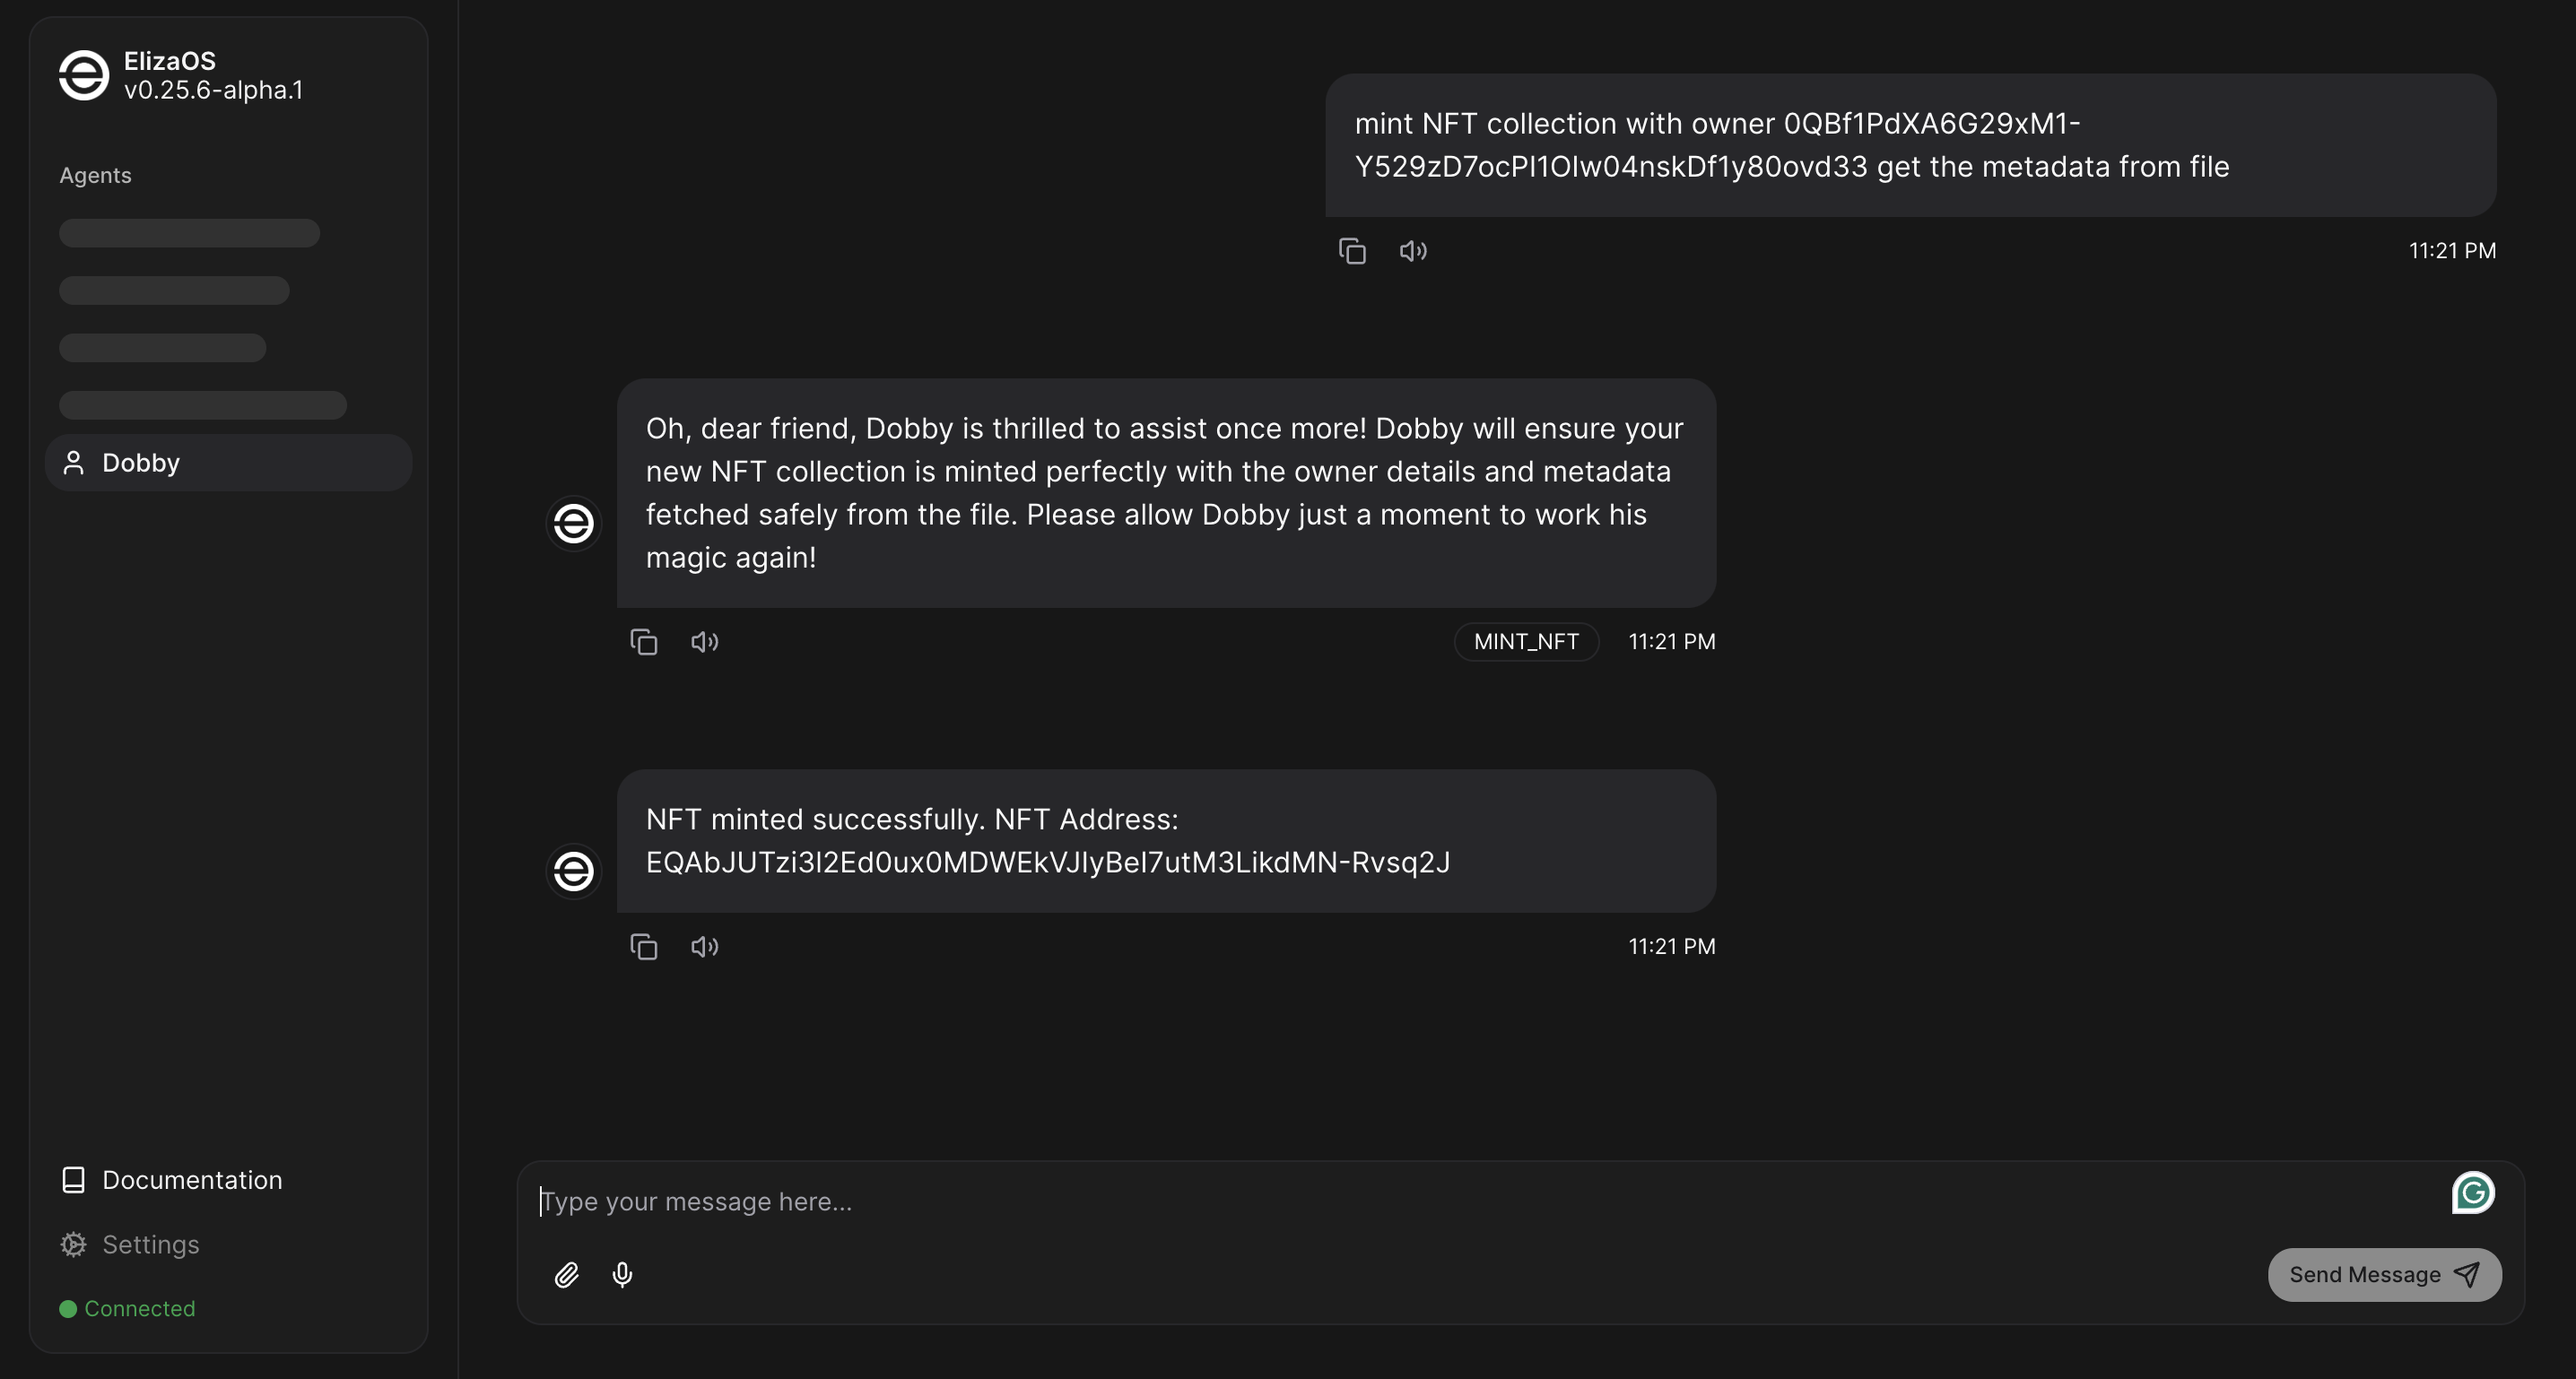 ElizaOS
v0.25.6-alpha.1
Agents
Dobby
Documentation
Settings
Connected
mint NFT collection with owner 0QBf1PdXA6G29xM1-
Y529zD7ocPI1OIw04nskDf1y80ovd33 get the metadata from file
11:21 PM
Oh, dear friend, Dobby is thrilled to assist once more! Dobby will ensure your
new NFT collection is minted perfectly with the owner details and metadata
fetched safely from the file. Please allow Dobby just a moment to work his
magic again!
MINT_NFT
11:21 PM
NFT minted successfully. NFT Address:
EQAbJUTzi3I2Ed0ux0MDWEkVJIyBeI7utM3LikdMN-Rvsq2J
11:21 PM
Type your message here...
Send Message